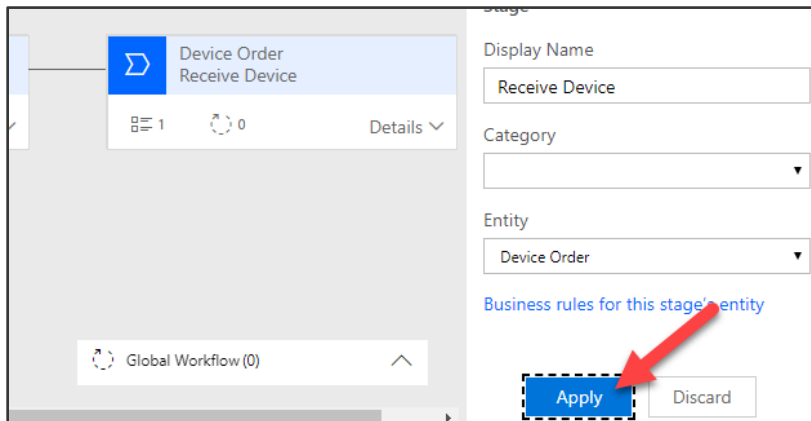 Stage
Device Order
Receive Device
1
0
Details
Global Workflow (0)
Display Name
Receive Device
Category
Entity
Device Order
Business rules for this stage's entity
Apply
Discard